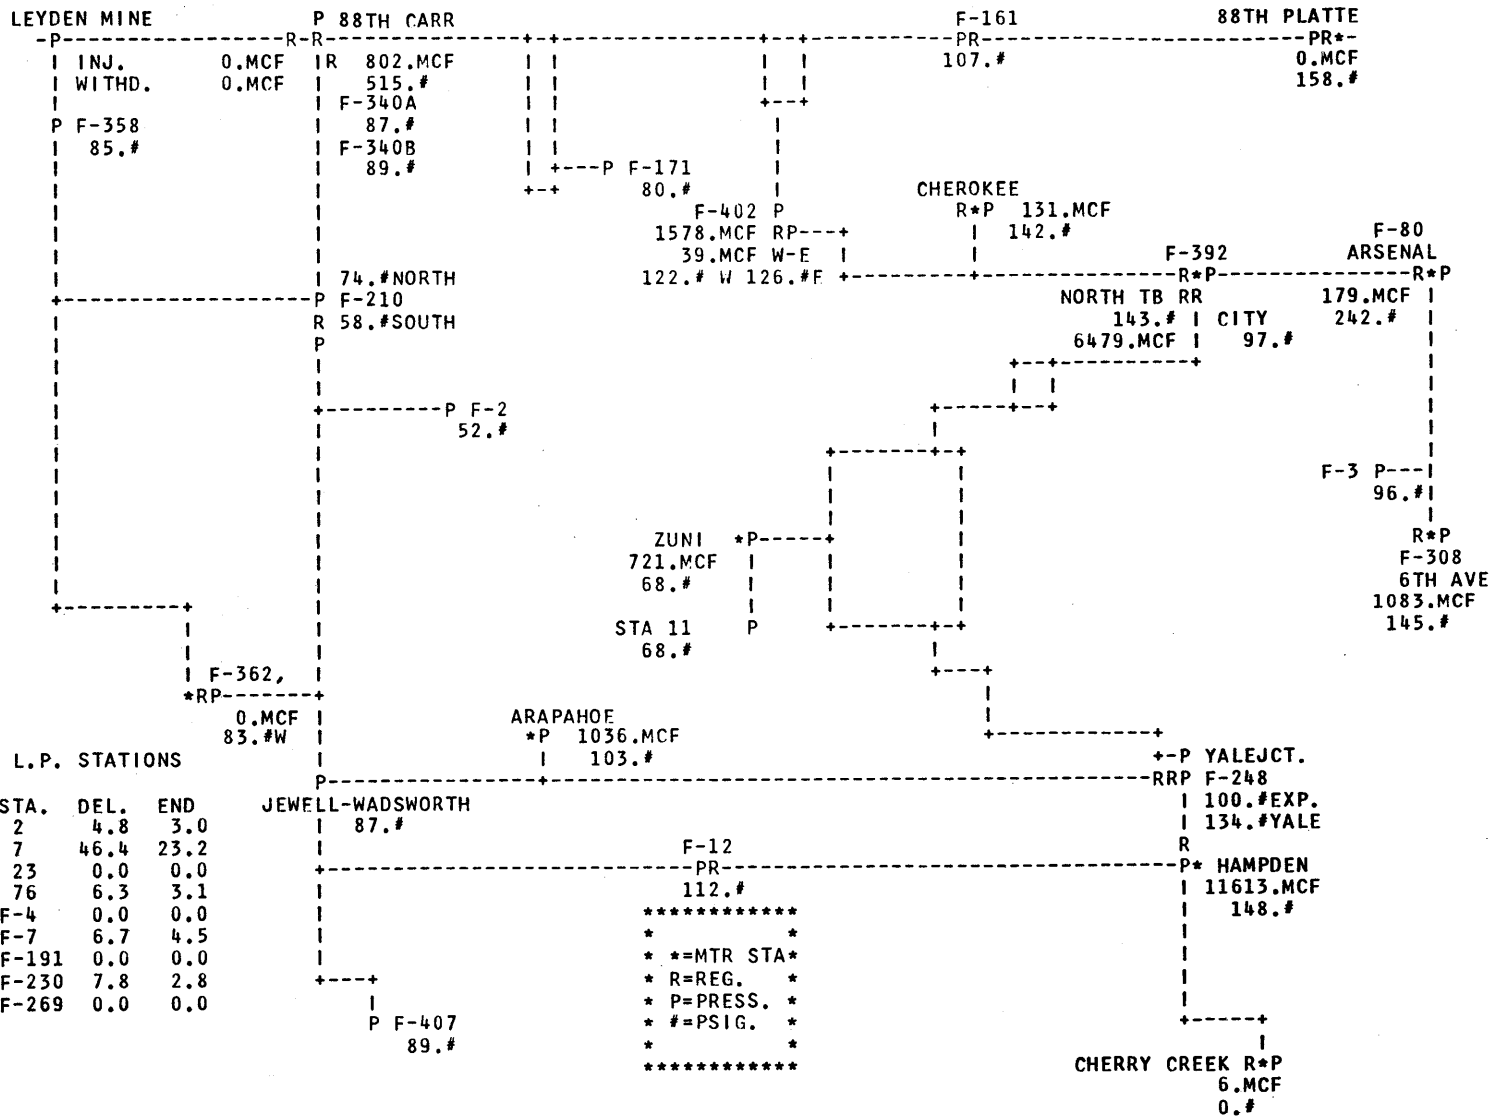 LEYDEN MINE P 88TH CARR F-161 88TH PLATTE
-P------------------R-R----------------+-+----------------+--+-----------PR-------------------------PR*-
INJ. 0.MCF R 802.MCF 107.# 0.MCF
WITHD. 0.MCF 515.# 158.#
F-340A
P F-358 87.#
85.# F-340B
89.# +---P F-171
80.# CHEROKEE
F-402 P R*P 131.MCF
1578.MCF RP---+ 142.# F-80
39.MCF W-E F-392 ARSENAL
74.#NORTH 122.# W 126.#E +----------+---------------R*P---------------R*P
+--------------------P F-210 NORTH TB RR 179.MCF
R 58.#SOUTH 143.# CITY 242.#
P 6479.MCF 97.#
+---------P F-2
52.#
F-3 P---
96.#
ZUNI *P-----+ R*P
721.MCF F-308
68.# 6TH AVE
1083.MCF
STA 11 P 145.#
68.#
F-362,
*RP-------+
0.MCF ARAPAHOE
83.#W *P 1036.MCF
L.P. STATIONS 103.# +-P YALEJCT.
P-----------------+-----------------------------------------------RRP F-248
STA. DEL. END JEWELL-WADSWORTH 100.#EXP.
2 4.8 3.0 87.# 134.#YALE
7 46.4 23.2 F-12 R
23 0.0 0.0 +-----------------------------PR-----------------------------------P* HAMPDEN
76 6.3 3.1 112.# 11613.MCF
F-4 0.0 0.0 ************ 148.#
F-7 6.7 4.5 * *
F-191 0.0 0.0 * *=MTR STA*
F-230 7.8 2.8 * R=REG. *
F-269 0.0 0.0 * P=PRESS. *
P F-407 * #=PSIG. *
89.# * *
************ CHERRY CREEK R*P
6.MCF
0.#